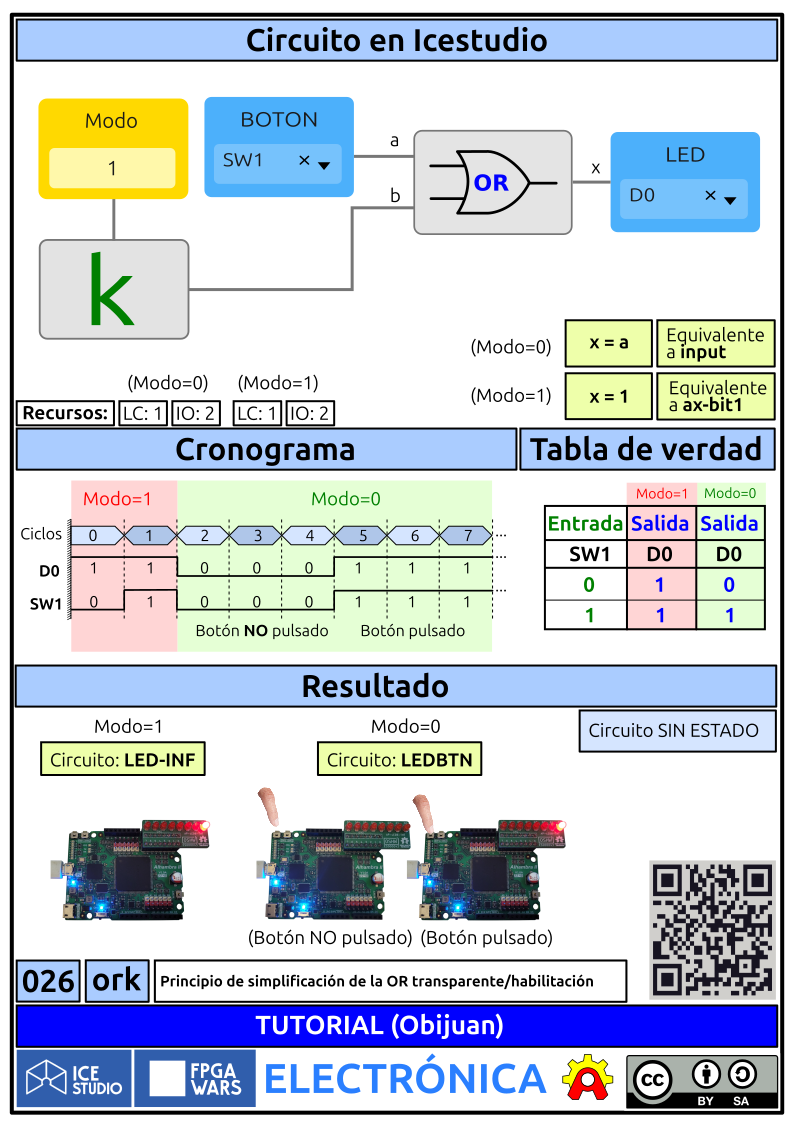 Circuito en Icestudio
Modo
1
BOTON
SW1 ×
a
b
k
OR
x
LED
D0 ×
(Modo=0)
x = a
Equivalente
a input
(Modo=1)
x = 1
Equivalente
a ax-bit1
(Modo=0) (Modo=1)
Recursos: LC: 1 IO: 2 LC: 1 IO: 2
Cronograma
Modo=1 Modo=0
Ciclos 0 1 2 3 4 5 6 7 ...
D0 1 1 0 0 0 1 1 1 ...
SW1 0 1 0 0 0 1 1 1 ...
Botón NO pulsado Botón pulsado
Tabla de verdad
Modo=1 Modo=0
Entrada Salida Salida
SW1 D0 D0
0 1 0
1 1 1
Resultado
Circuito SIN ESTADO
Modo=1
Circuito: LED-INF
Modo=0
Circuito: LEDBTN
(Botón NO pulsado) (Botón pulsado)
026 ork Principio de simplificación de la OR transparente/habilitación
TUTORIAL (Obijuan)
ICE
STUDIO
FPGA
WARS
ELECTRÓNICA
A
cc
BY SA